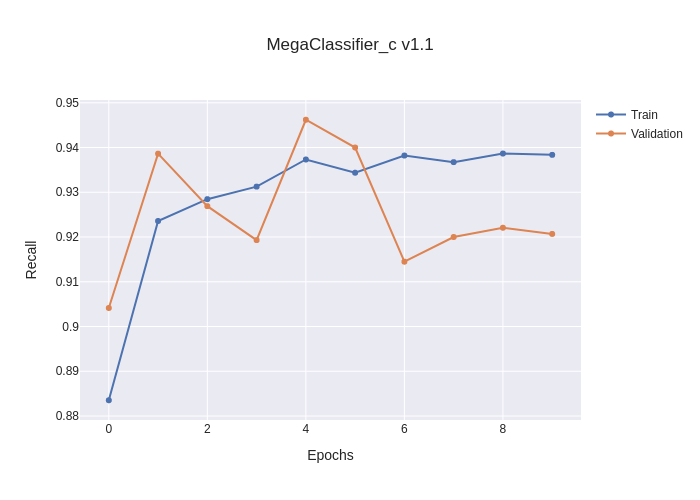 MegaClassifier_c v1.1
0.95
0.94
0.93
0.92
0.91
0.9
0.89
0.88
Recall
0 2 4 6 8
Epochs
Train
Validation